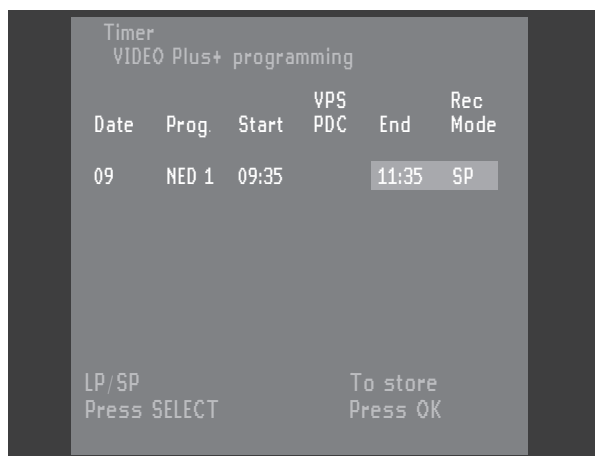 Timer
VIDEO Plus+ programming
VPS Rec
Date Prog. Start PDC End Mode
09 NED 1 09:35 11:35 SP
LP/SP To store
Press SELECT Press OK